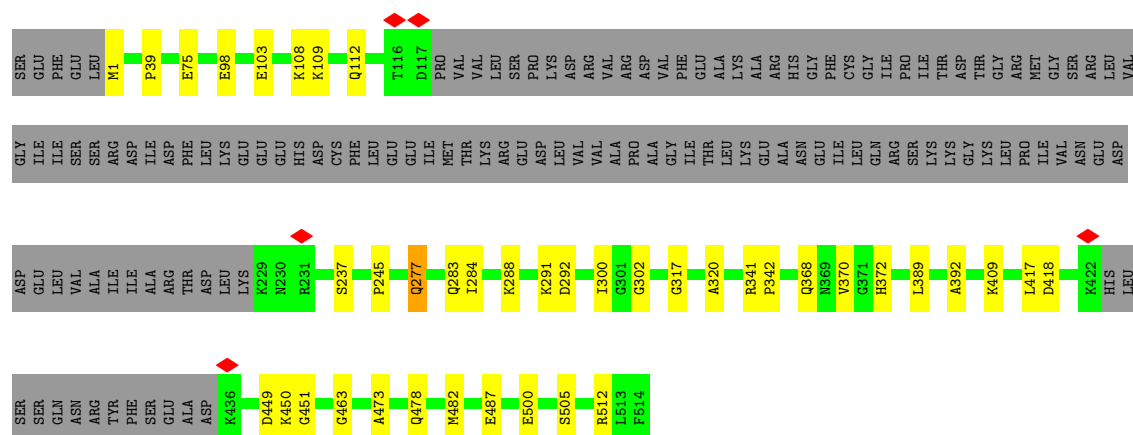 SER GLU PHE GLU LEU M1 P39 E75 E98 E103 K108 K109 Q112 T116 D117 PRO VAL VAL LEU SER PRO LYS ASP ARG VAL ARG ASP VAL PHE GLU ALA LYS ALA ARG HIS GLY PHE CYS GLY ILE PRO ILE THR ASP THR GLY ARG MET GLY SER ARG LEU VAL
GLY ILE ILE SER SER ARG ASP ILE ASP PHE LEU LYS GLU GLU GLU HIS ASP CYS PHE LEU GLU GLU ILE MET THR LYS ARG GLU ASP LEU VAL VAL ALA PRO ALA GLY ILE THR LEU LYS GLU ALA ASN GLU ILE LEU GLN ARG SER LYS LYS GLY LYS LEU PRO ILE VAL ASN GLU ASP
ASP GLU LEU VAL ALA ILE ILE ALA ARG THR ASP LEU LYS K229 N230 R231 S237 P245 Q277 Q283 I284 K288 K291 D292 I300 G301 G302 G317 A320 R341 P342 Q368 N369 V370 G371 H372 L389 A392 K409 L417 D418 K422 HIS LEU
SER SER GLN ASN ARG TYR PHE SER GLU ALA ASP K436 D449 K450 G451 G463 A473 Q478 M482 E487 E500 S505 R512 L513 F514